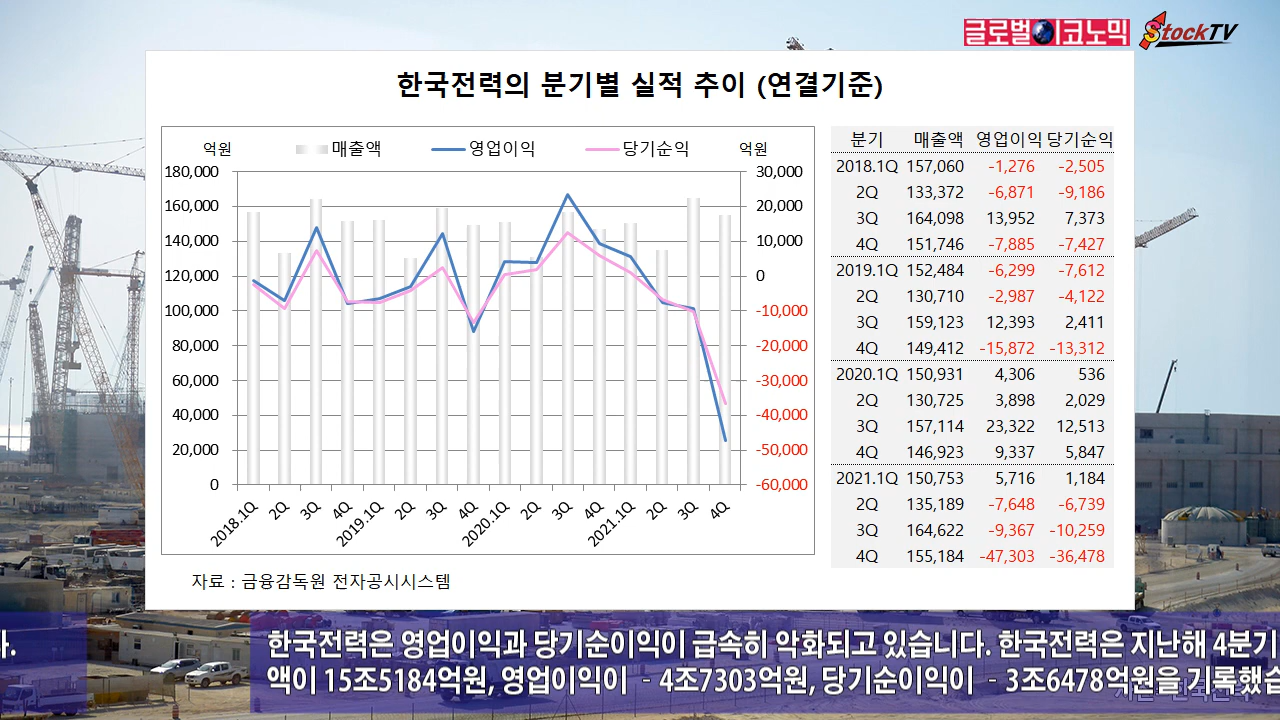 글로벌이코노믹 StockTV
한국전력의 분기별 실적 추이 (연결기준)
억원 매출액 영업이익 당기순익 억원
180,000 30,000
160,000 20,000
140,000 10,000
120,000 0
100,000 -10,000
80,000 -20,000
60,000 -30,000
40,000 -40,000
20,000 -50,000
0 -60,000
2018.1Q 2Q 3Q 4Q 2019.1Q 2Q 3Q 4Q 2020.1Q 2Q 3Q 4Q 2021.1Q 2Q 3Q 4Q
분기 매출액 영업이익 당기순익
2018.1Q 157,060 -1,276 -2,505
2Q 133,372 -6,871 -9,186
3Q 164,098 13,952 7,373
4Q 151,746 -7,885 -7,427
2019.1Q 152,484 -6,299 -7,612
2Q 130,710 -2,987 -4,122
3Q 159,123 12,393 2,411
4Q 149,412 -15,872 -13,312
2020.1Q 150,931 4,306 536
2Q 130,725 3,898 2,029
3Q 157,114 23,322 12,513
4Q 146,923 9,337 5,847
2021.1Q 150,753 5,716 1,184
2Q 135,189 -7,648 -6,739
3Q 164,622 -9,367 -10,259
4Q 155,184 -47,303 -36,478
자료 : 금융감독원 전자공시시스템
다.
한국전력은 영업이익과 당기순이익이 급속히 악화되고 있습니다. 한국전력은 지난해 4분기
액이 15조5184억원, 영업이익이 -4조7303억원, 당기순이익이 -3조6478억원을 기록했습